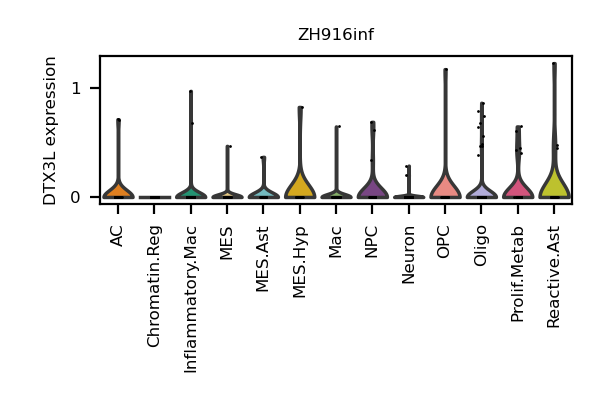 ZH916inf
DTX3L expression
1
0
AC
Chromatin.Reg
Inflammatory.Mac
MES
MES.Ast
MES.Hyp
Mac
NPC
Neuron
OPC
Oligo
Prolif.Metab
Reactive.Ast